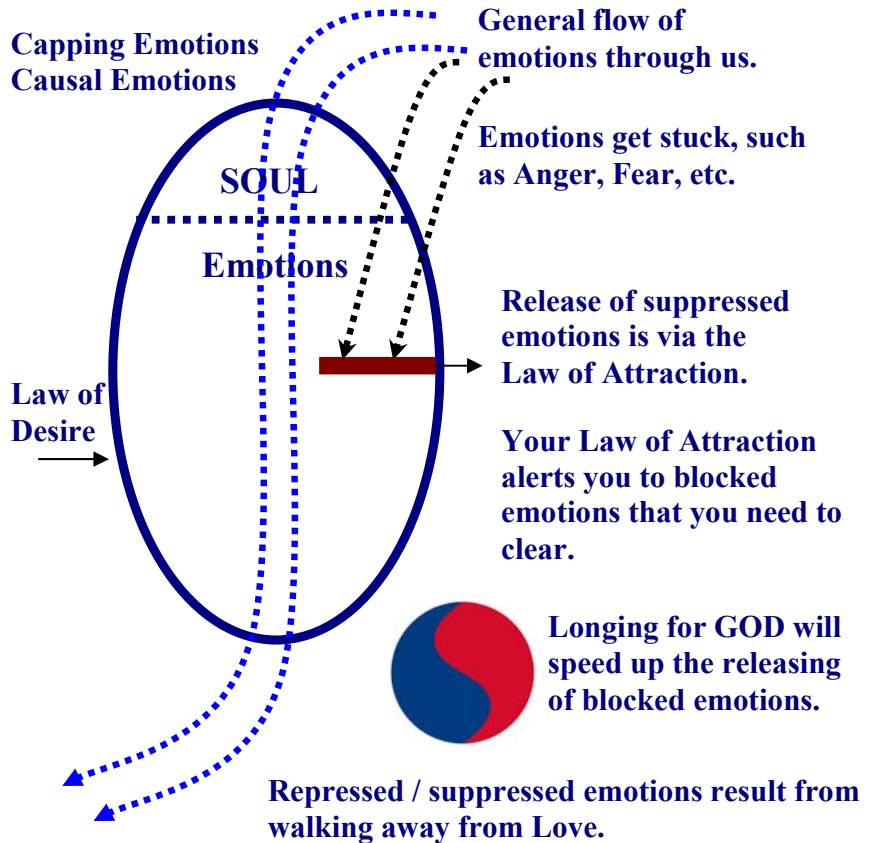 Capping Emotions
Causal Emotions
General flow of
emotions through us.
Emotions get stuck, such
as Anger, Fear, etc.
SOUL
Emotions
Release of suppressed
emotions is via the
Law of Attraction.
Law of
Desire
Your Law of Attraction
alerts you to blocked
emotions that you need to
clear.
Longing for GOD will
speed up the releasing
of blocked emotions.
Repressed / suppressed emotions result from
walking away from Love.